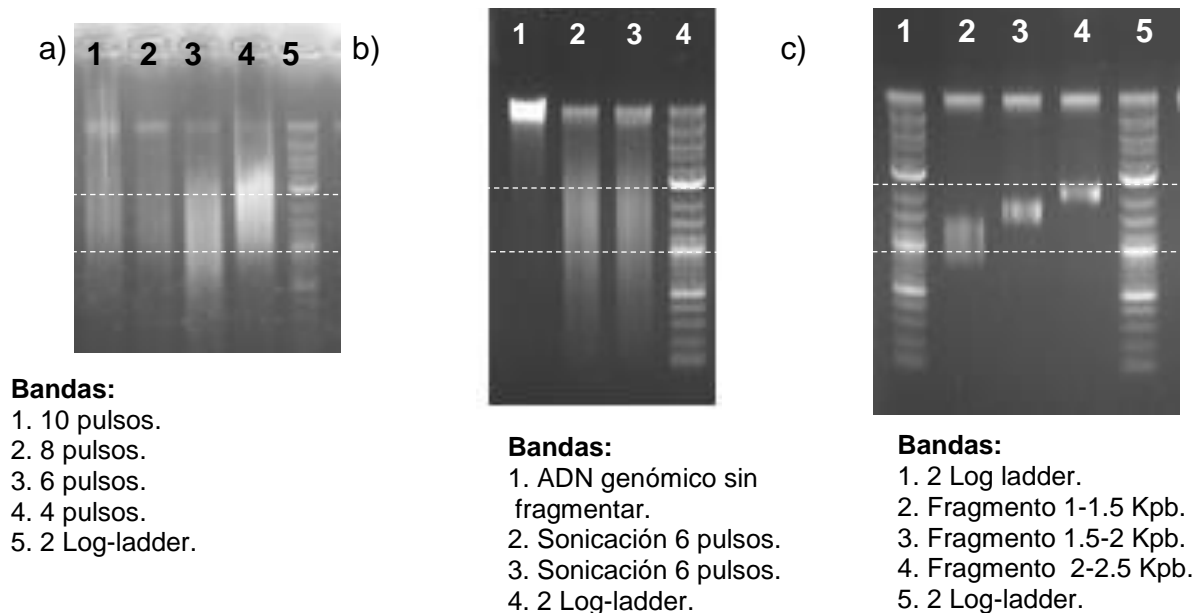 a) 1 2 3 4 5
b) 1 2 3 4
c) 1 2 3 4 5
Bandas:
1. 10 pulsos.
2. 8 pulsos.
3. 6 pulsos.
4. 4 pulsos.
5. 2 Log-ladder.
Bandas:
1. ADN genómico sin
fragmentar.
2. Sonicación 6 pulsos.
3. Sonicación 6 pulsos.
4. 2 Log-ladder.
Bandas:
1. 2 Log ladder.
2. Fragmento 1-1.5 Kpb.
3. Fragmento 1.5-2 Kpb.
4. Fragmento 2-2.5 Kpb.
5. 2 Log-ladder.